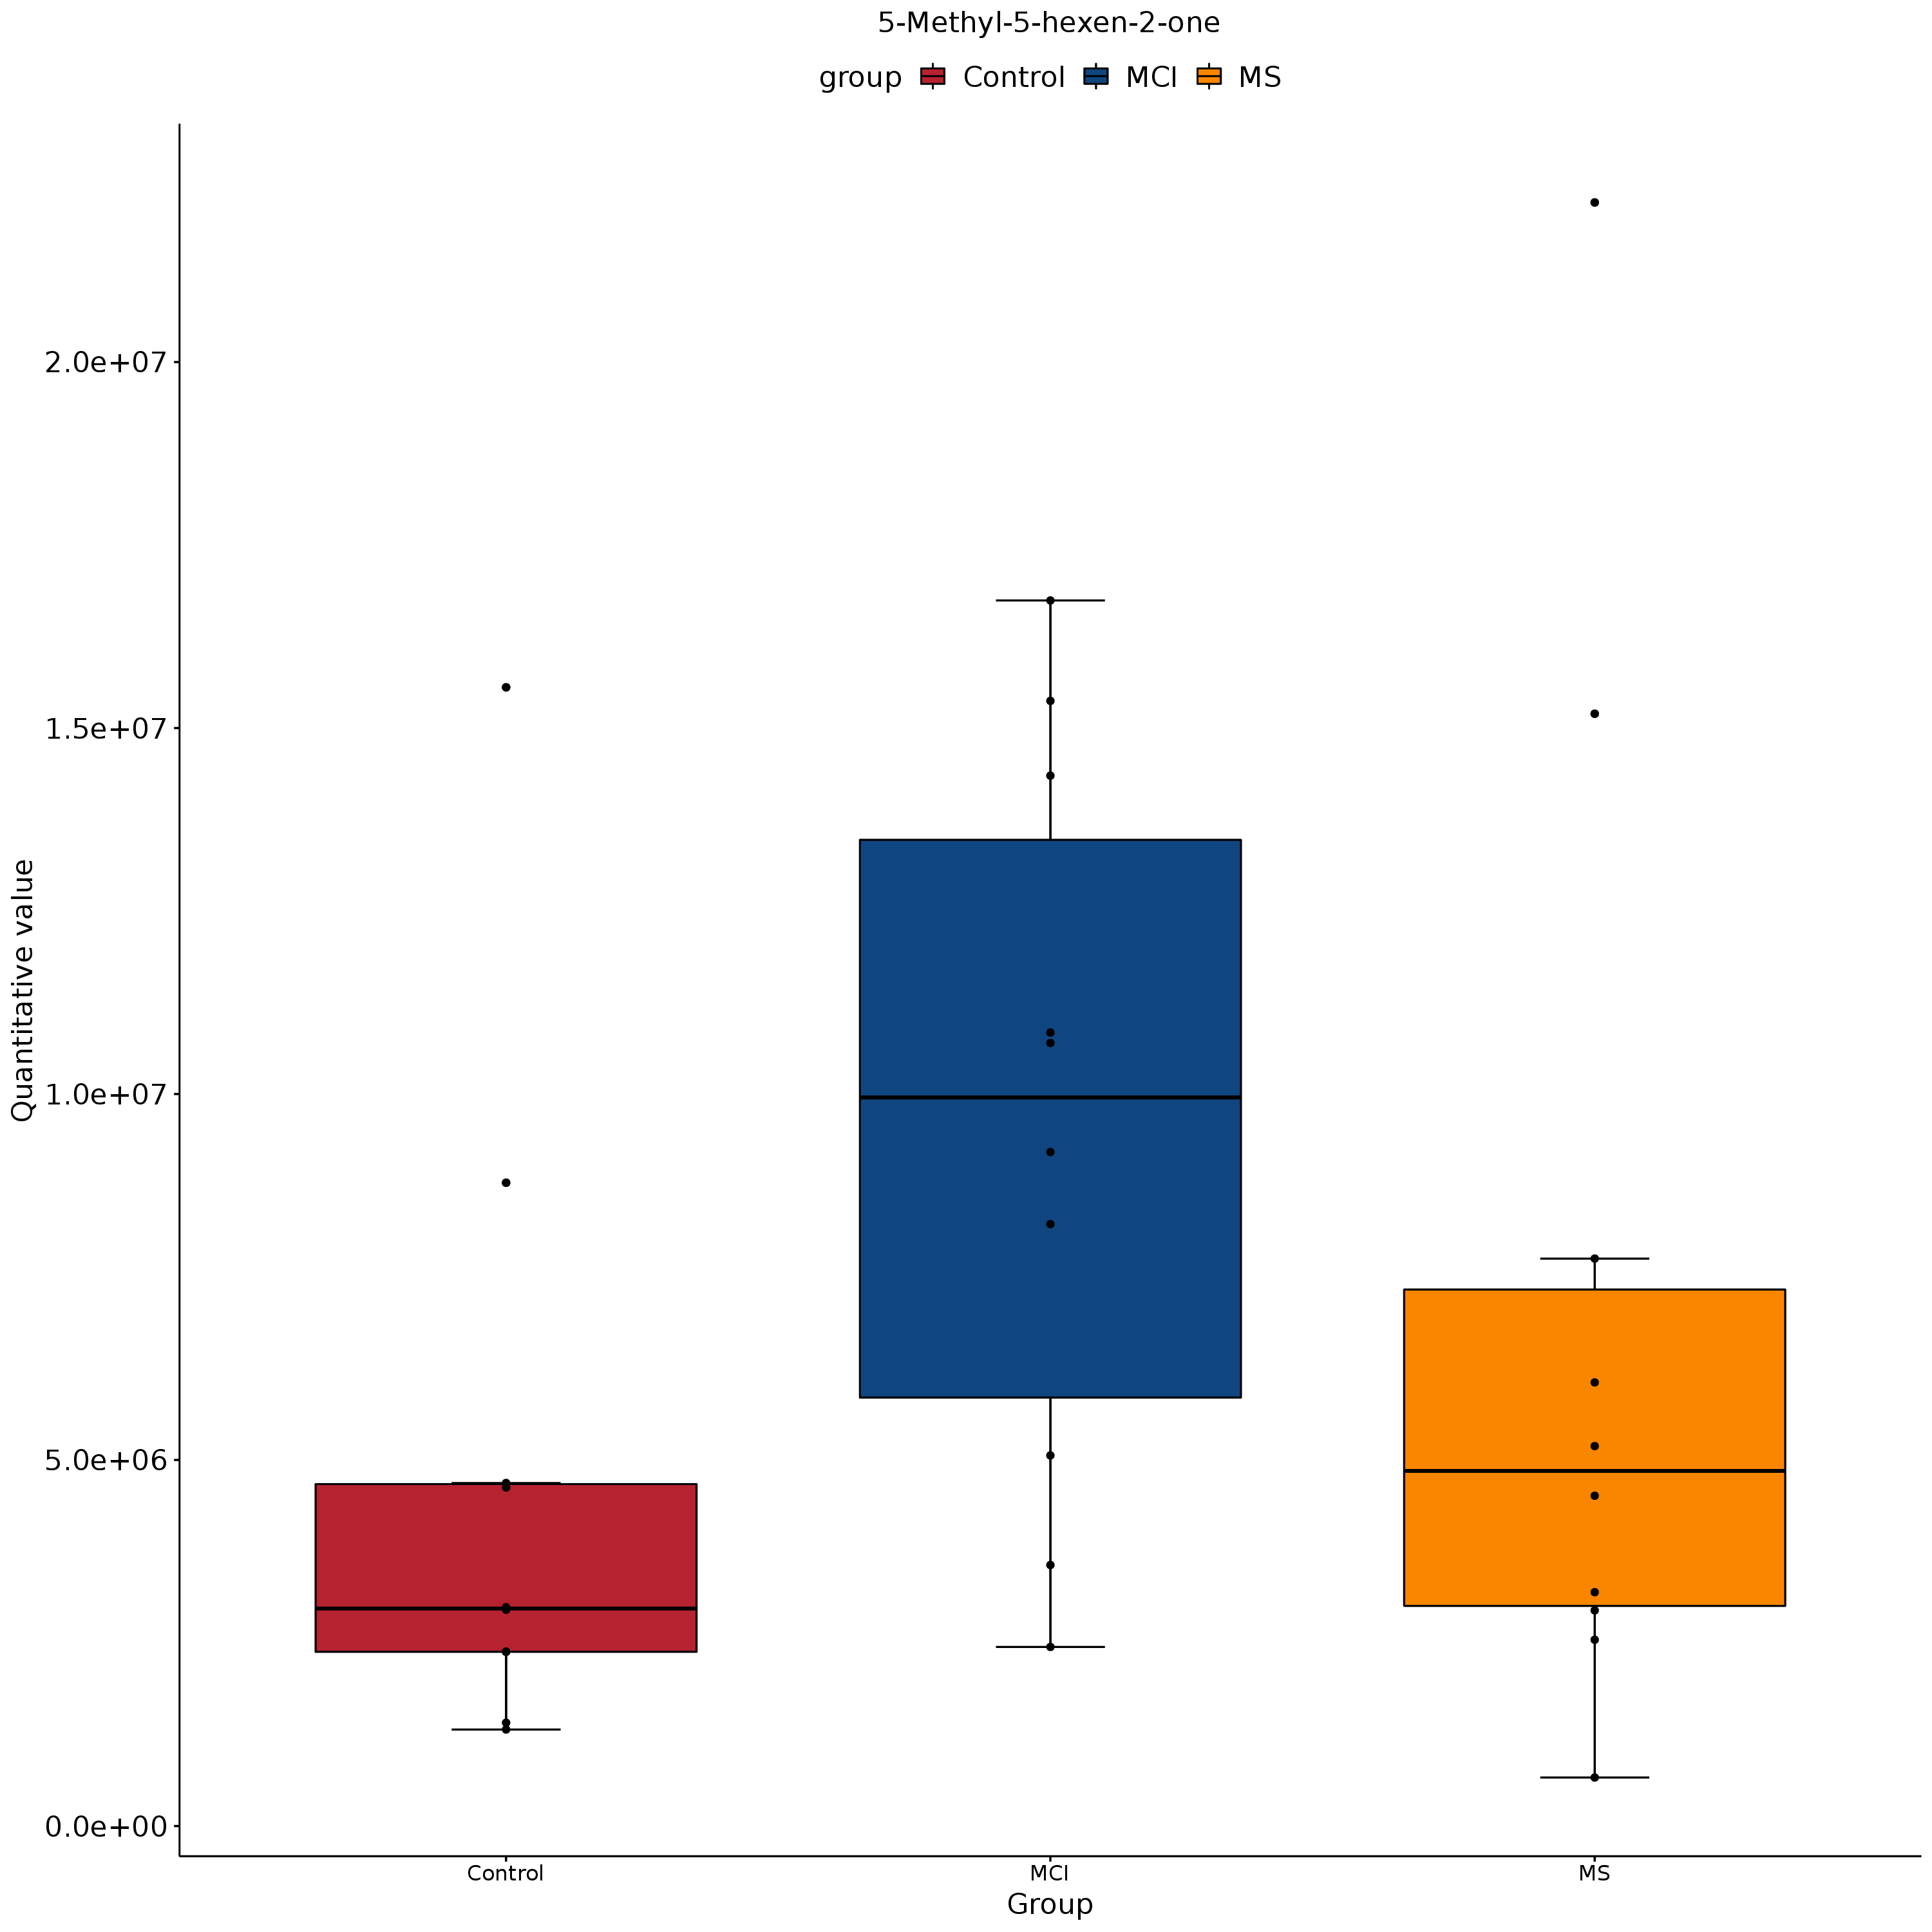 5-Methyl-5-hexen-2-one
group Control MCI MS
Quantitative value
2.0e+07
1.5e+07
1.0e+07
5.0e+06
0.0e+00
Control MCI MS
Group